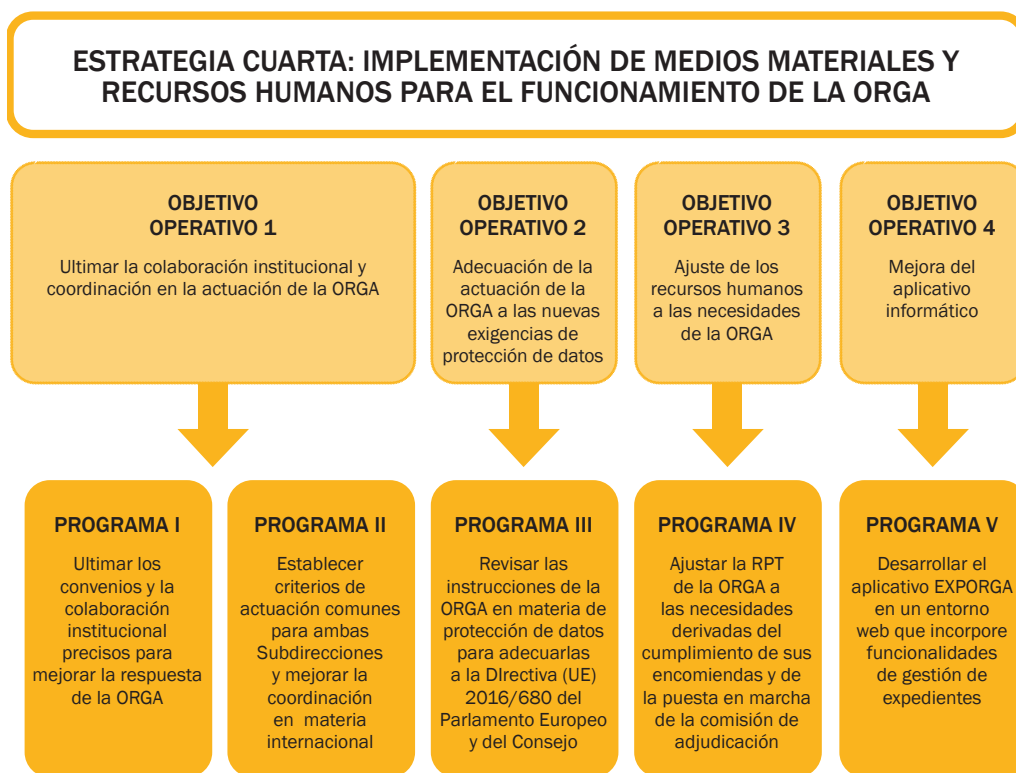 ESTRATEGIA CUARTA: IMPLEMENTACIÓN DE MEDIOS MATERIALES Y
RECURSOS HUMANOS PARA EL FUNCIONAMIENTO DE LA ORGA
OBJETIVO
OPERATIVO 1
Ultimar la colaboración institucional y
coordinación en la actuación de la ORGA
OBJETIVO
OPERATIVO 2
Adecuación de la
actuación de la
ORGA a las nuevas
exigencias de
protección de datos
OBJETIVO
OPERATIVO 3
Ajuste de los
recursos humanos
a las necesidades
de la ORGA
OBJETIVO
OPERATIVO 4
Mejora del
aplicativo
informático
PROGRAMA I
Ultimar los
convenios y la
colaboración
institucional
precisos para
mejorar la respuesta
de la ORGA
PROGRAMA II
Establecer
criterios de
actuación comunes
para ambas
Subdirecciones
y mejorar la
coordinación
en materia
internacional
PROGRAMA III
Revisar las
instrucciones de la
ORGA en materia de
protección de datos
para adecuarlas
a la DIrectiva (UE)
2016/680 del
Parlamento Europeo
y del Consejo
PROGRAMA IV
Ajustar la RPT
de la ORGA a
las necesidades
derivadas del
cumplimiento de sus
encomiendas y de
la puesta en marcha
de la comisión de
adjudicación
PROGRAMA V
Desarrollar el
aplicativo EXPORGA
en un entorno
web que incorpore
funcionalidades
de gestión de
expedientes